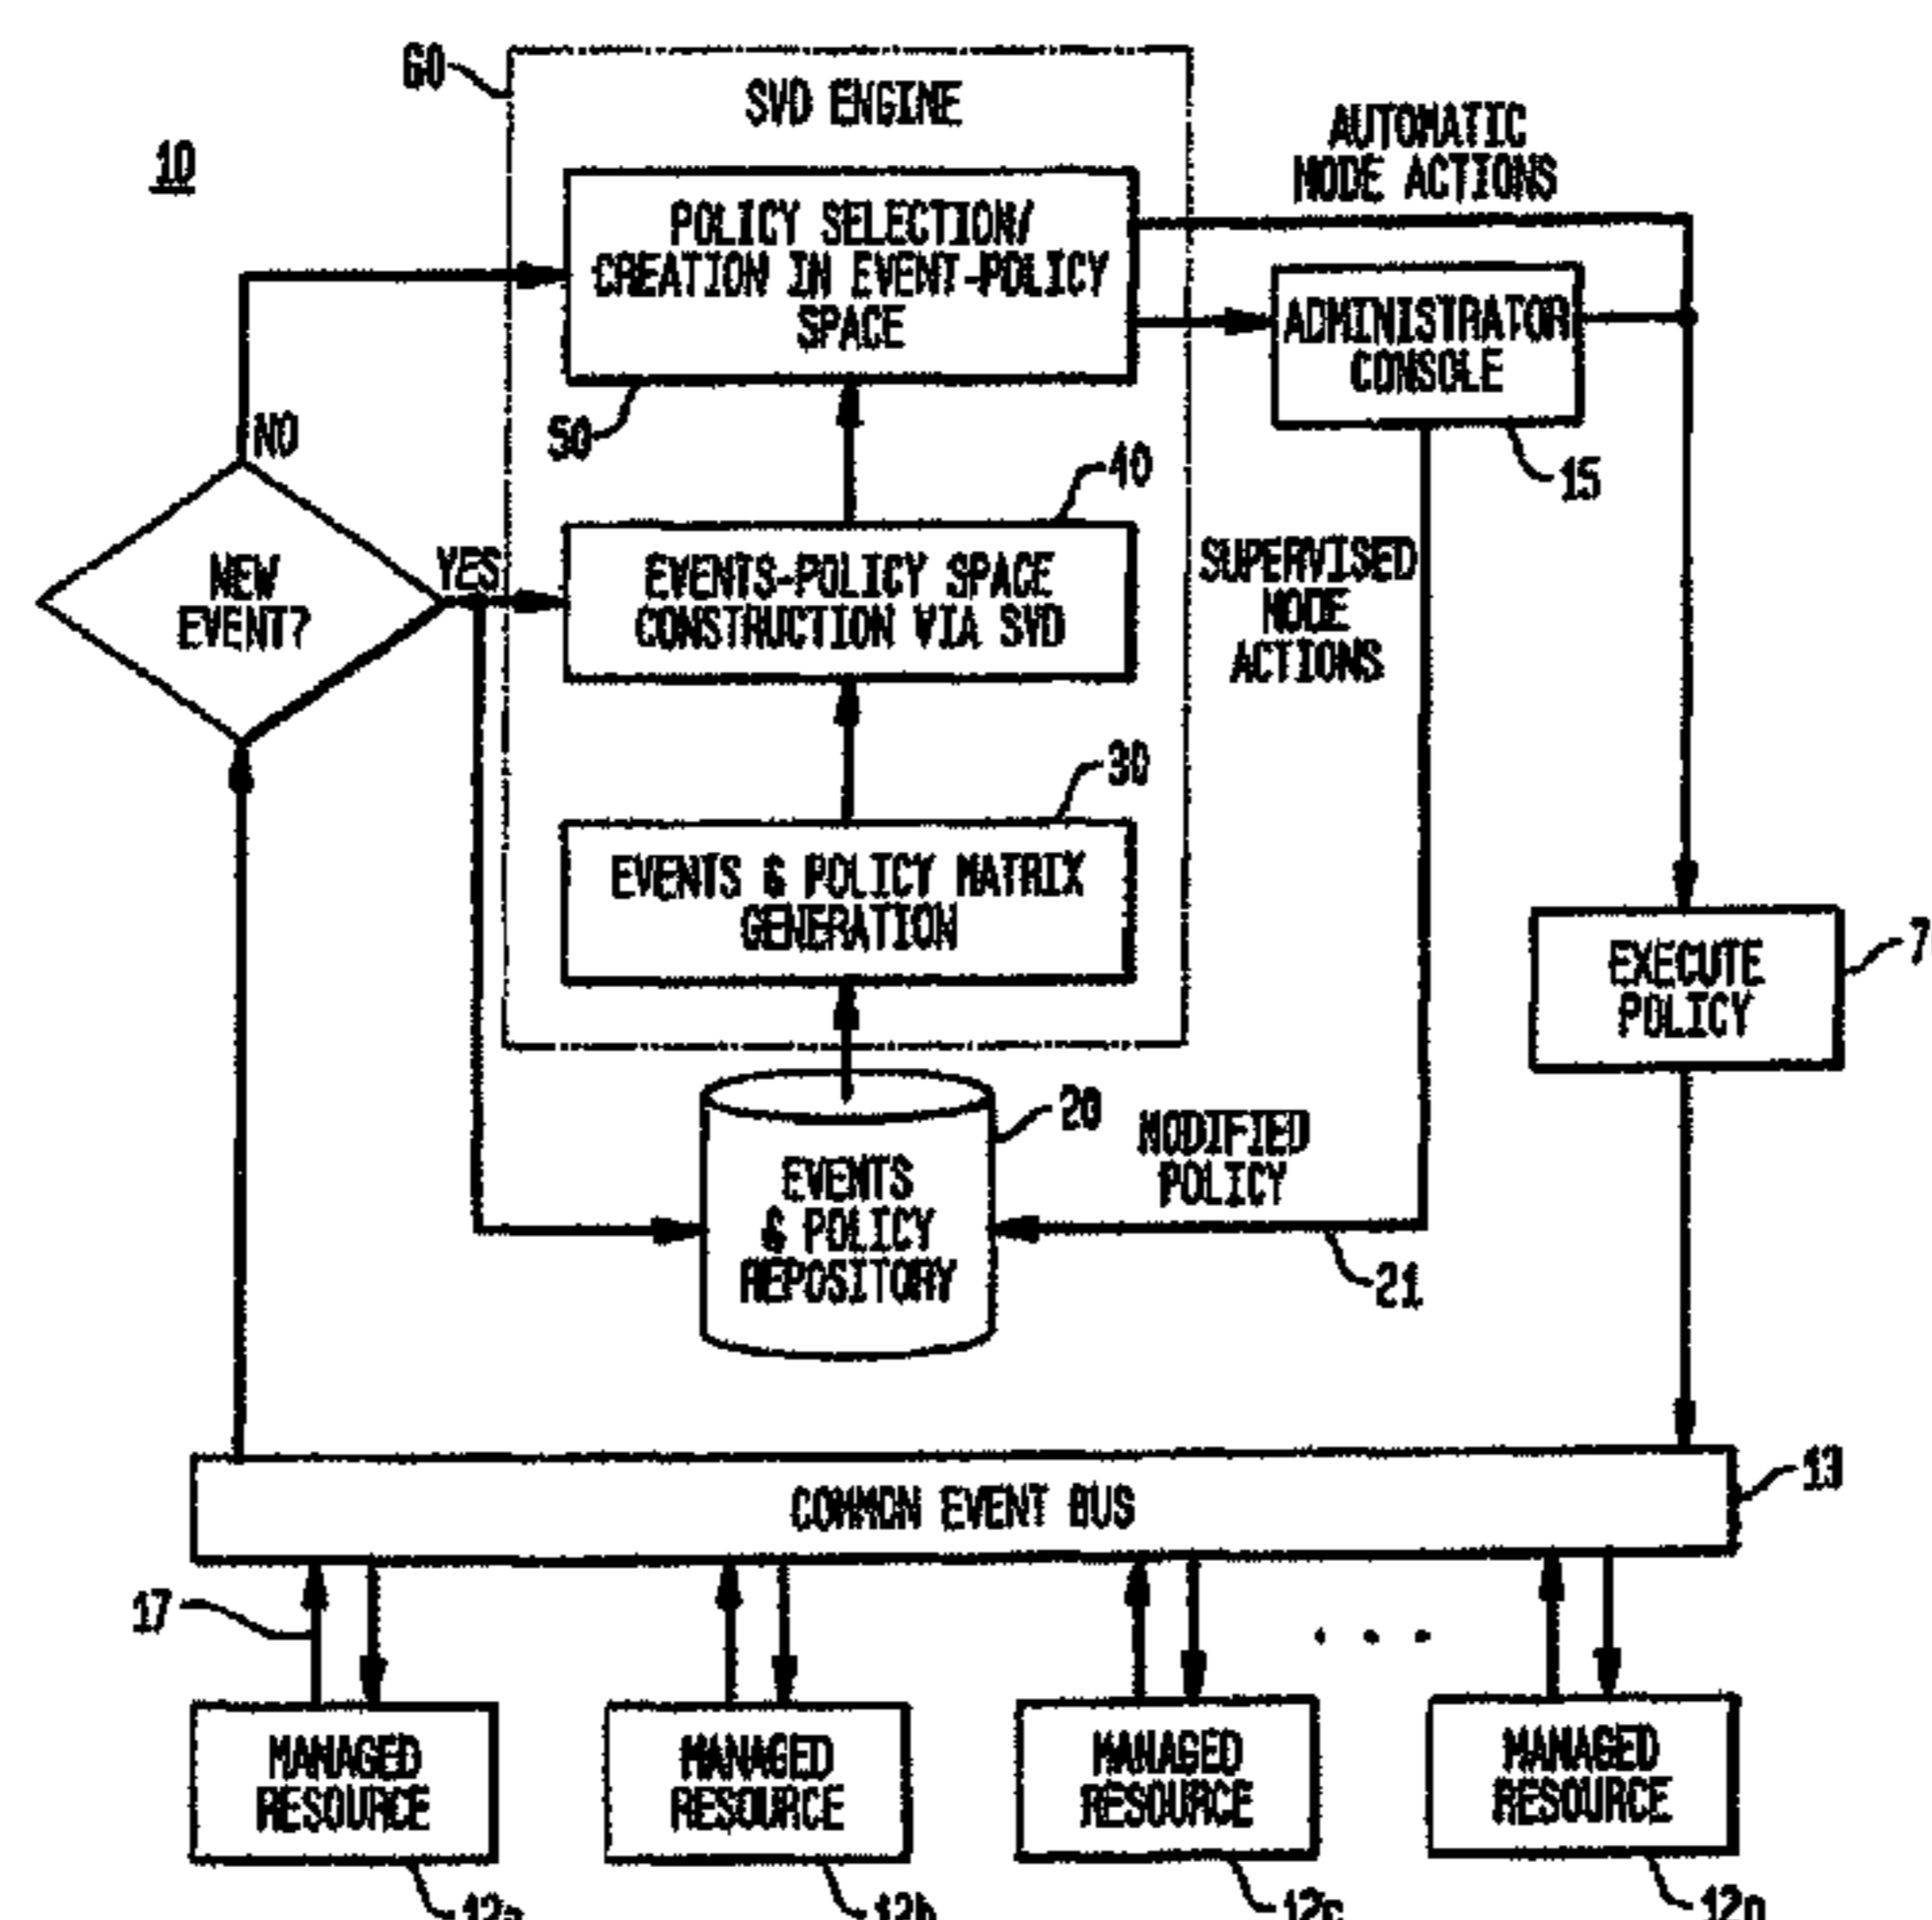 60
SVD ENGINE
10
AUTOMATIC
MODE ACTIONS
POLICY SELECTION/
CREATION IN EVENT-POLICY
SPACE
ADMINISTRATOR
CONSOLE
NO
50
40
15
NEW
EVENT?
YES
EVENTS-POLICY SPACE
CONSTRUCTION VIA SVD
SUPERVISED
MODE
ACTIONS
30
EVENTS & POLICY MATRIX
GENERATION
EXECUTE
POLICY
7
20
EVENTS
& POLICY
REPOSITORY
MODIFIED
POLICY
21
COMMON EVENT BUS
13
17
MANAGED
RESOURCE
MANAGED
RESOURCE
MANAGED
RESOURCE
MANAGED
RESOURCE
12c